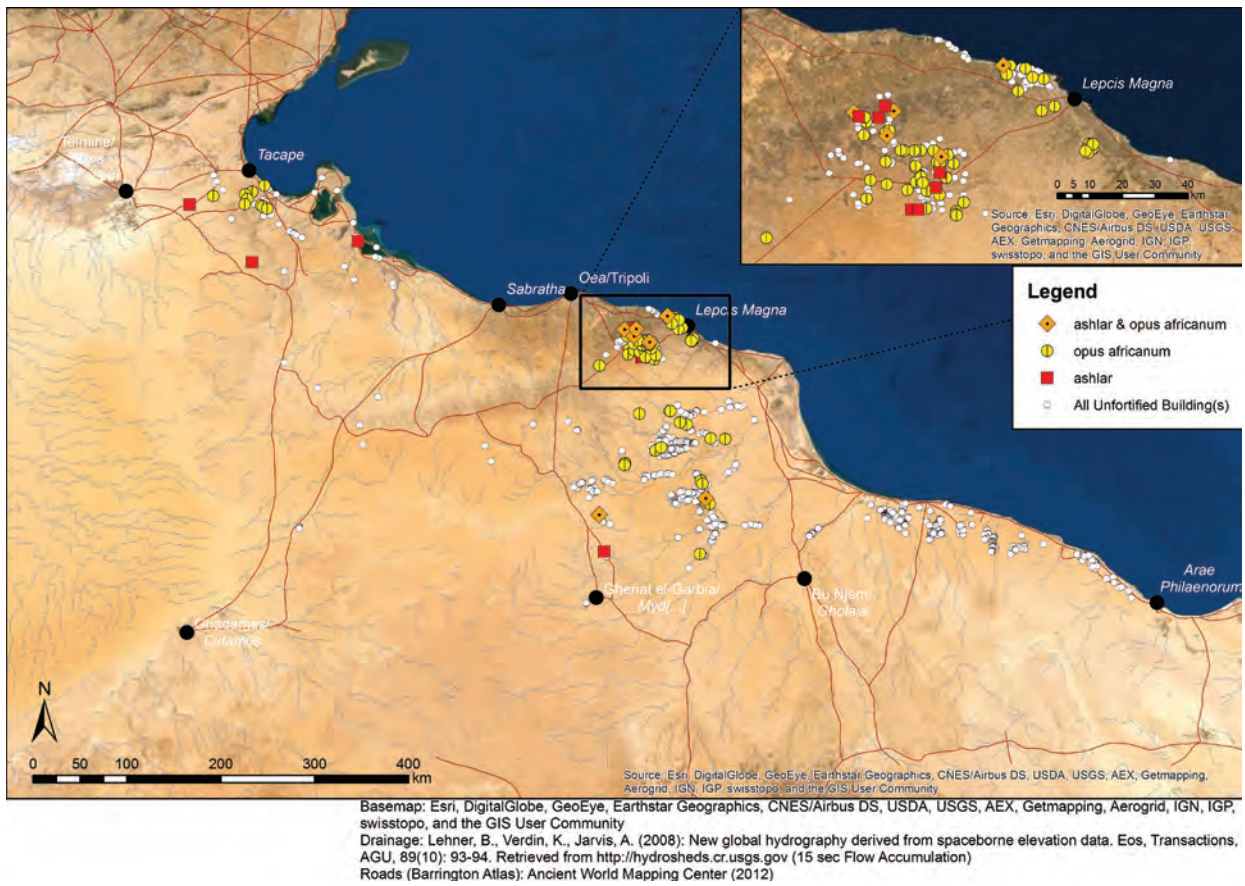 Lepcis Magna
0 5 10 20 30 40
km
Source, Esri, DigitalGlobe, GeoEye, Earthstar
Geographics, CNES/Airbus DS, USDA, USGS,
AEX, Getmapping, Aerogrid, IGN, IGP,
swisstopo, and the GIS User Community
Tacape
Sabratha
Oea/Tripoli
Lepcis Magna
Legend
ashlar & opus africanum
opus africanum
ashlar
All Unfortified Building(s)
Arae
Philaenorum
Gheriat el-Garbia/
Myd[...]
Bu Njem/
Gholaia
Ghadames/
Cidamus
N
0 50 100 200 300 400
km
Source, Esri, DigitalGlobe, GeoEye, Earthstar Geographics, CNES/Airbus DS, USDA, USGS, AEX, Getmapping,
Aerogrid, IGN, IGP, swisstopo, and the GIS User Community
Basemap: Esri, DigitalGlobe, GeoEye, Earthstar Geographics, CNES/Airbus DS, USDA, USGS, AEX, Getmapping, Aerogrid, IGN, IGP,
swisstopo, and the GIS User Community
Drainage: Lehner, B., Verdin, K., Jarvis, A. (2008): New global hydrography derived from spaceborne elevation data. Eos, Transactions,
AGU, 89(10): 93-94. Retrieved from http://hydrosheds.cr.usgs.gov (15 sec Flow Accumulation)
Roads (Barrington Atlas): Ancient World Mapping Center (2012)